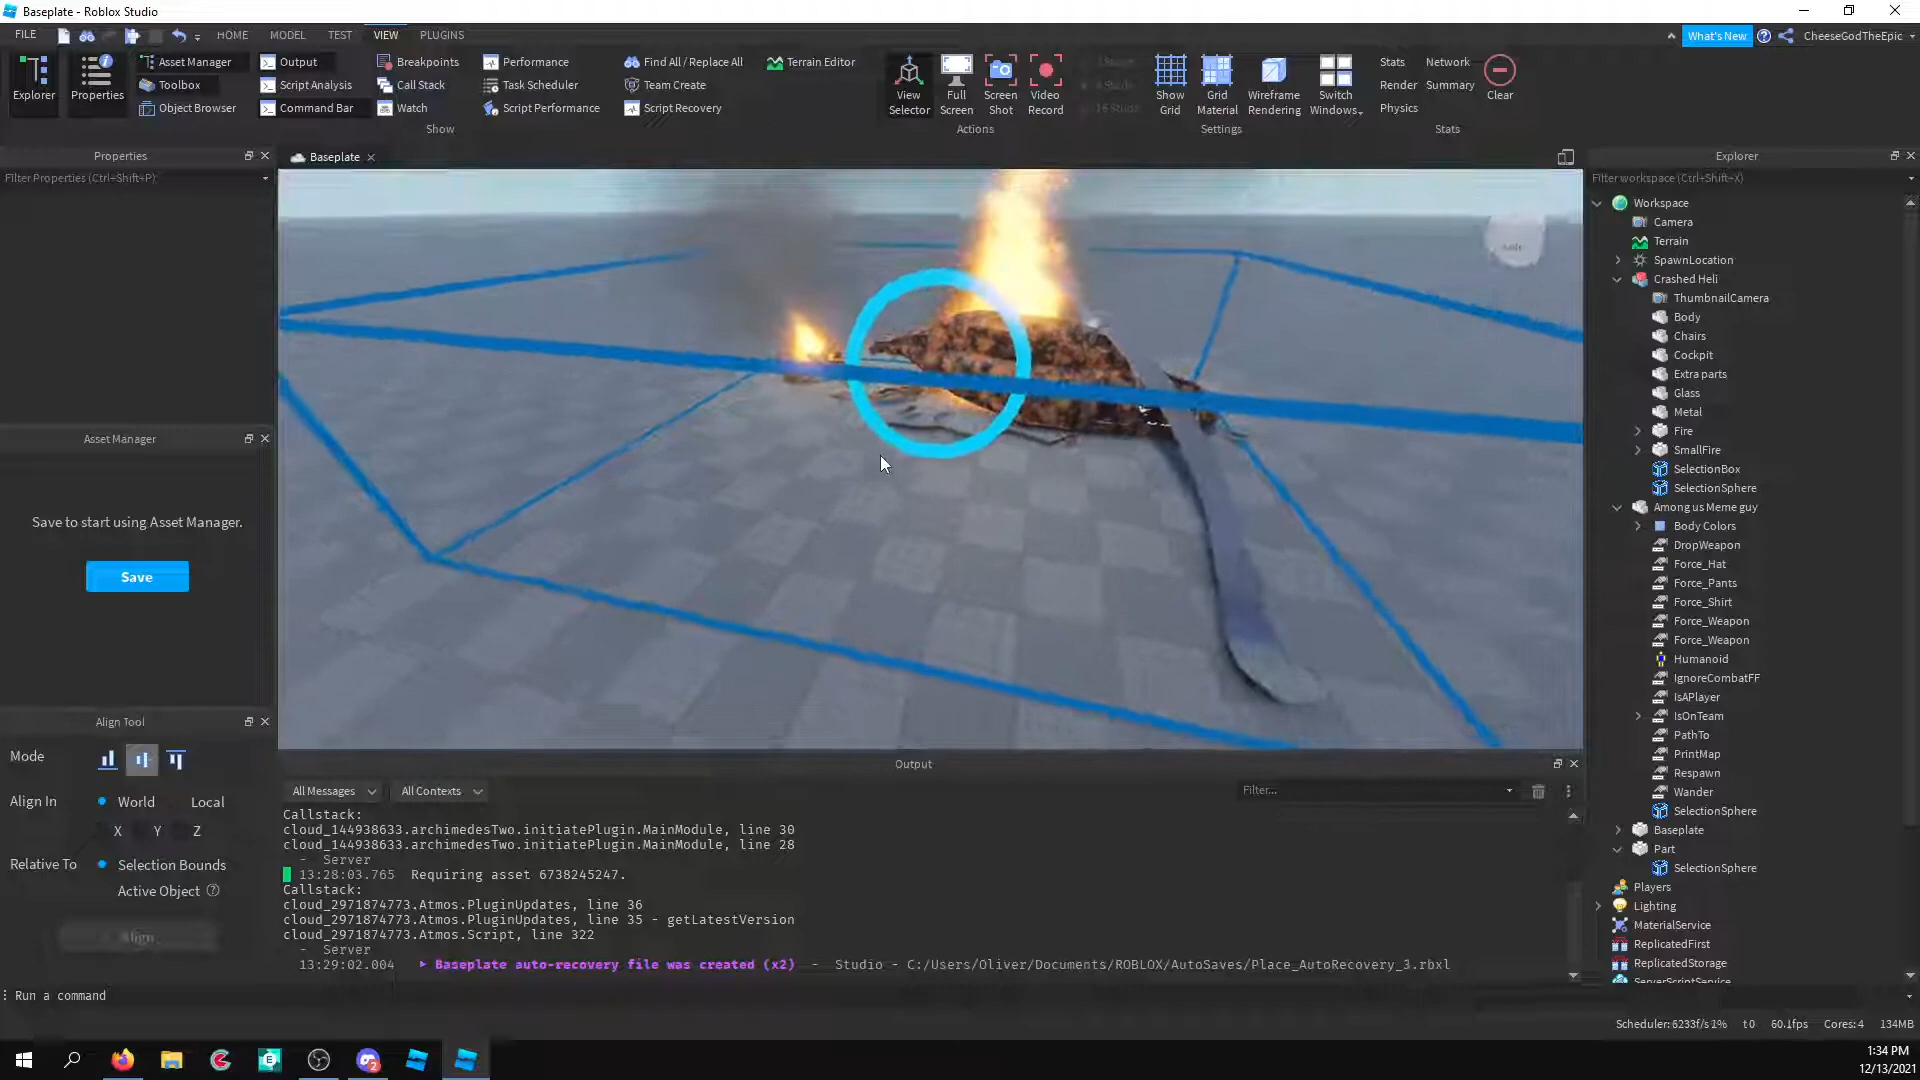 Baseplate - Roblox Studio
FILE
HOME
MODEL
TEST
VIEW
PLUGINS
What's New
CheeseGodTheEpic
Explorer
Properties
Asset Manager
Toolbox
Object Browser
Output
Script Analysis
Command Bar
Breakpoints
Call Stack
Watch
Performance
Task Scheduler
Script Performance
Find All / Replace All
Team Create
Script Recovery
Terrain Editor
Show
View Selector
Full Screen
Screen Shot
Video Record
16 Studs
Actions
Show Grid
Grid Material
Wireframe Rendering
Switch Windows
Settings
Stats
Render
Physics
Network
Summary
Clear
Stats
Properties
Filter Properties (Ctrl+Shift+P)
Asset Manager
Save to start using Asset Manager.
Save
Align Tool
Mode
Align In
World
Local
X
Y
Z
Relative To
Selection Bounds
Active Object
Align
Baseplate
Output
All Messages
All Contexts
Filter...
Callstack:
cloud_144938633.archimedesTwo.initiatePlugin.MainModule, line 30
cloud_144938633.archimedesTwo.initiatePlugin.MainModule, line 28
- Server
13:28:03.765 Requiring asset 6738245247.
Callstack:
cloud_2971874773.Atmos.PluginUpdates, line 36
cloud_2971874773.Atmos.PluginUpdates, line 35 - getLatestVersion
cloud_2971874773.Atmos.Script, line 322
- Server
13:29:02.004 Baseplate auto-recovery file was created (x2) - Studio - C:/Users/Oliver/Documents/ROBLOX/AutoSaves/Place_AutoRecovery_3.rbxl
Run a command
Explorer
Filter workspace (Ctrl+Shift+X)
Workspace
Camera
Terrain
SpawnLocation
Crashed Heli
ThumbnailCamera
Body
Chairs
Cockpit
Extra parts
Glass
Metal
Fire
SmallFire
SelectionBox
SelectionSphere
Among us Meme guy
Body Colors
DropWeapon
Force_Hat
Force_Pants
Force_Shirt
Force_Weapon
Force_Weapon
Humanoid
IgnoreCombatFF
IsAPlayer
IsOnTeam
PathTo
PrintMap
Respawn
Wander
SelectionSphere
Baseplate
Part
SelectionSphere
Players
Lighting
MaterialService
ReplicatedFirst
ReplicatedStorage
ServerScriptService
Scheduler: 6233f/s 1% t 0 60.1fps Cores: 4 134MB
2
1:34 PM
12/13/2021